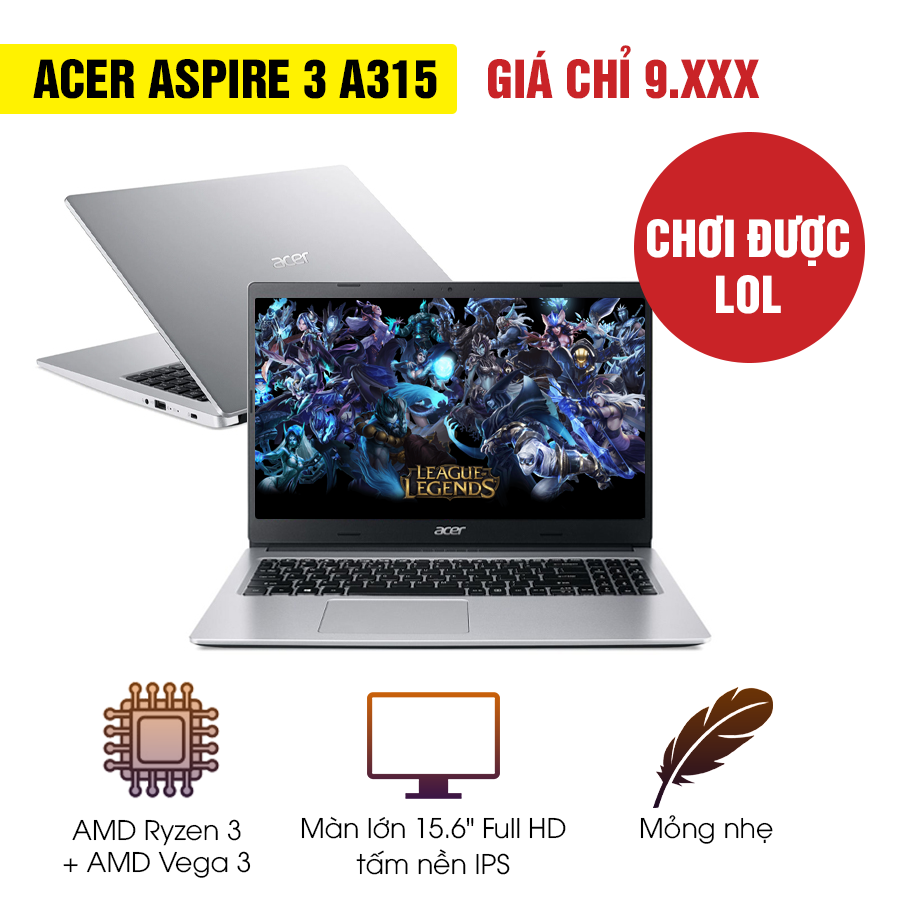 ACER ASPIRE 3 A315
GIÁ CHỈ 9.XXX
CHƠI ĐƯỢC
LOL
acer
LEAGUE
OF
LEGENDS
acer
AMD Ryzen 3
+ AMD Vega 3
Màn lớn 15.6" Full HD
tấm nền IPS
Mỏng nhẹ